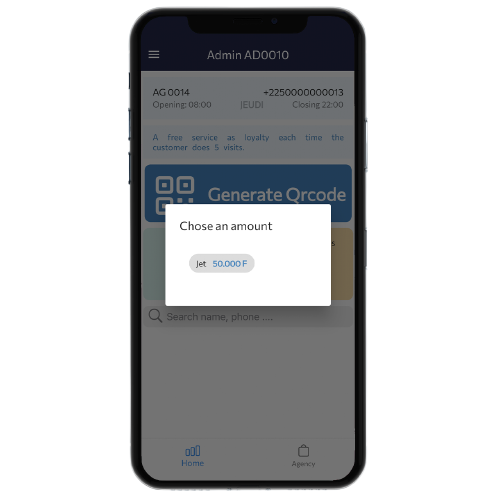 Admin AD0010
AG 0014 +2250000000013
Opening: 08:00 JEUDI Closing 22:00
A free service as loyalty each time the
customer does 5 visits.
Generate Qrcode
s
Chose an amount
Jet 50.000 F
Search name, phone ....
Home Agency